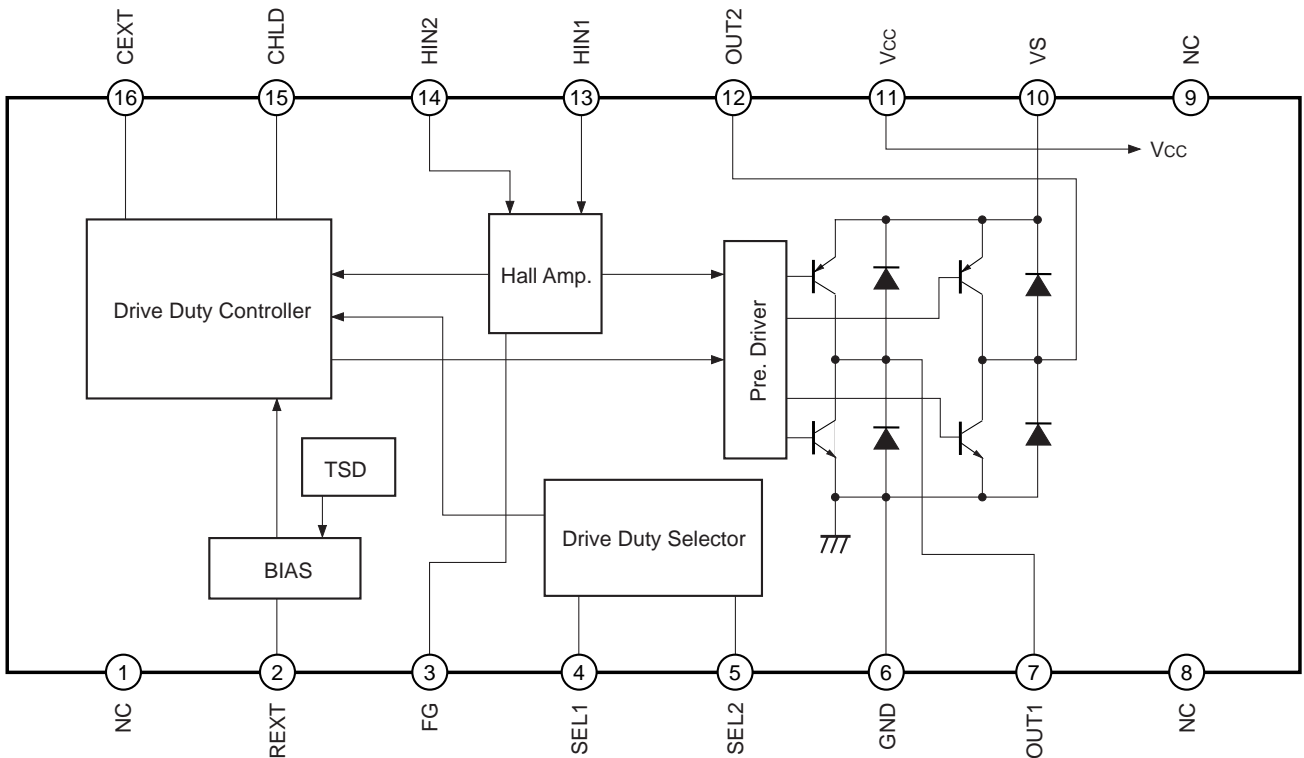 CEXT
CHLD
HIN2
HIN1
OUT2
VCC
VS
NC
16
15
14
13
12
11
10
9
VCC
Drive Duty Controller
Hall Amp.
Pre. Driver
TSD
BIAS
Drive Duty Selector
1
2
3
4
5
6
7
8
NC
REXT
FG
SEL1
SEL2
GND
OUT1
NC